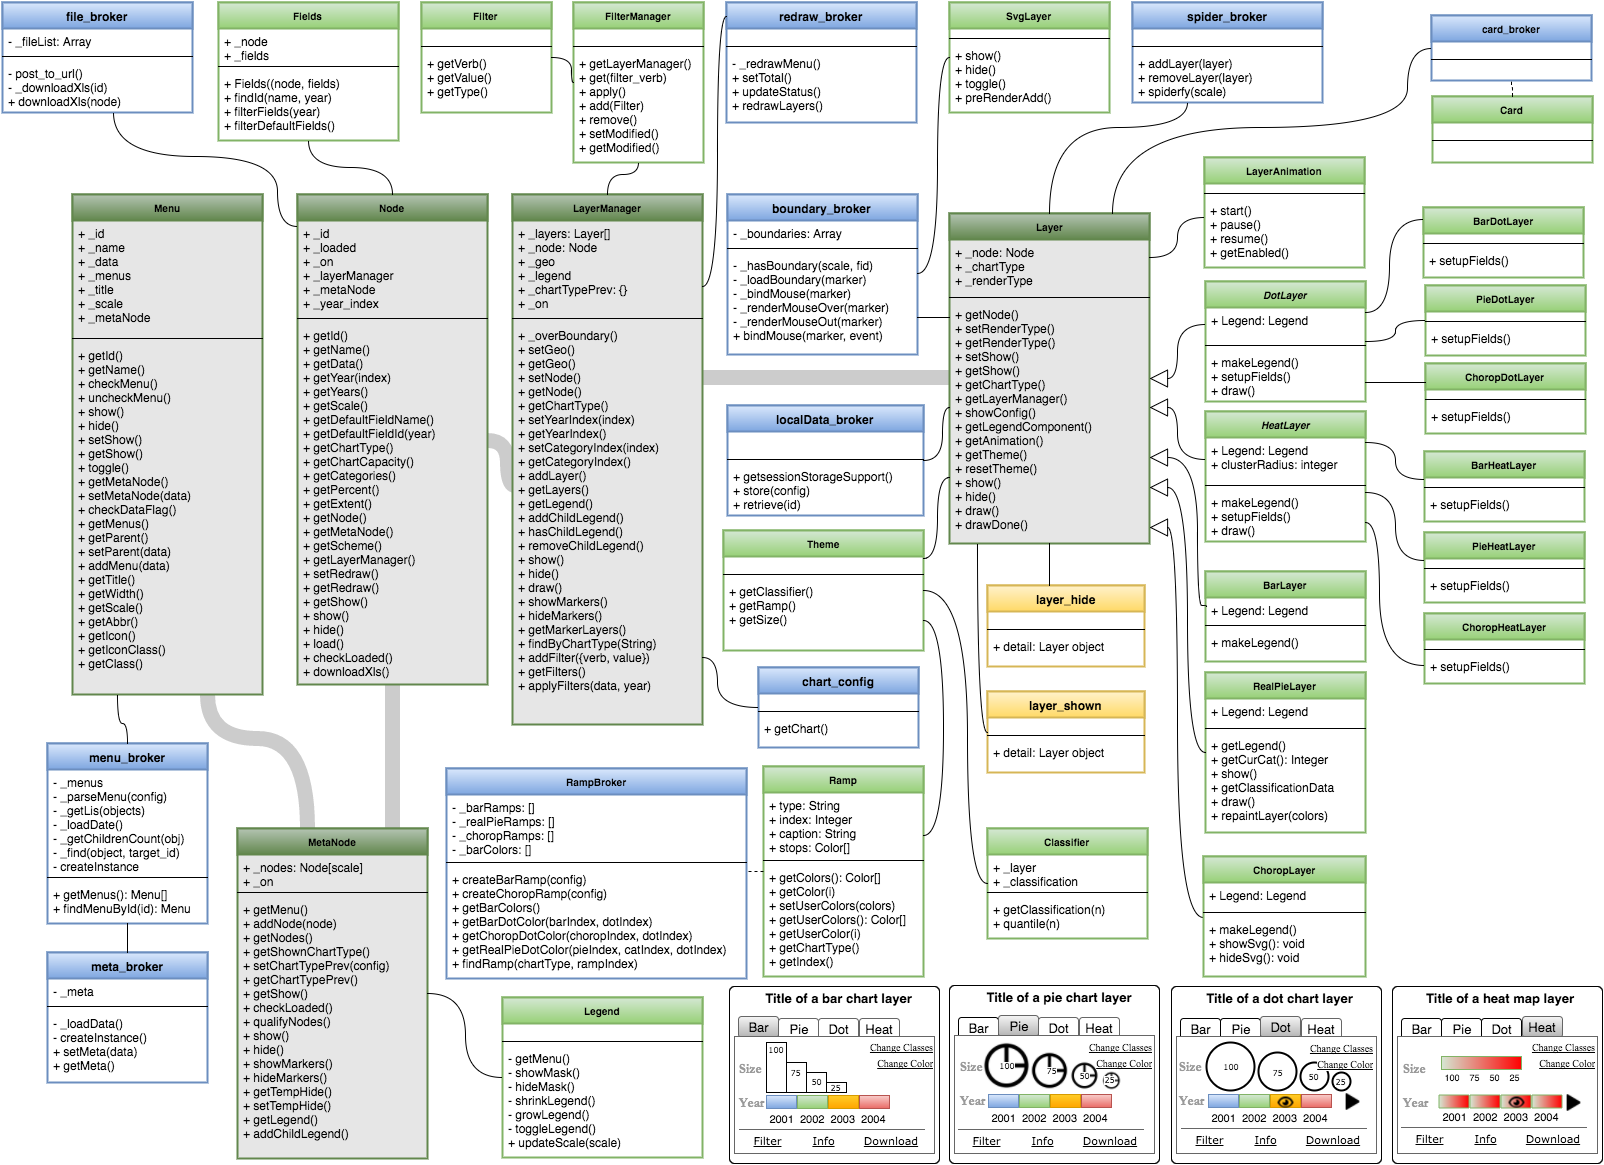 file_broker
- _fileList: Array
- post_to_url()
- _downloadXls(id)
+ downloadXls(node)
Fields
+ _node
+ _fields
+ Fields((node, fields)
+ findId(name, year)
+ filterFields(year)
+ filterDefaultFields()
Filter
+ getVerb()
+ getValue()
+ getType()
FilterManager
+ getLayerManager()
+ get(filter_verb)
+ apply()
+ add(Filter)
+ remove()
+ setModified()
+ getModified()
redraw_broker
- _redrawMenu()
+ setTotal()
+ updateStatus()
+ redrawLayers()
SvgLayer
+ show()
+ hide()
+ toggle()
+ preRenderAdd()
spider_broker
+ addLayer(layer)
+ removeLayer(layer)
+ spiderfy(scale)
card_broker
Card
Menu
+ _id
+ _name
+ _data
+ _menus
+ _title
+ _scale
+ _metaNode
+ getId()
+ getName()
+ checkMenu()
+ uncheckMenu()
+ show()
+ hide()
+ setShow()
+ getShow()
+ toggle()
+ getMetaNode()
+ setMetaNode(data)
+ checkDataFlag()
+ getMenus()
+ getParent()
+ setParent(data)
+ addMenu(data)
+ getTitle()
+ getWidth()
+ getScale()
+ getAbbr()
+ getIcon()
+ getIconClass()
+ getClass()
Node
+ _id
+ _loaded
+ _on
+ _layerManager
+ _metaNode
+ _year_index
+ getId()
+ getName()
+ getData()
+ getYear(index)
+ getYears()
+ getScale()
+ getDefaultFieldName()
+ getDefaultFieldId(year)
+ getChartType()
+ getChartCapacity()
+ getCategories()
+ getPercent()
+ getExtent()
+ getNode()
+ getMetaNode()
+ getScheme()
+ getLayerManager()
+ setRedraw()
+ getRedraw()
+ getShow()
+ show()
+ hide()
+ load()
+ checkLoaded()
+ downloadXls()
LayerManager
+ _layers: Layer[]
+ _node: Node
+ _geo
+ _legend
+ _chartTypePrev: {}
+ _on
+ _overBoundary()
+ setGeo()
+ getGeo()
+ setNode()
+ getNode()
+ getChartType()
+ setYearIndex(index)
+ getYearIndex()
+ setCategoryIndex(index)
+ getCategoryIndex()
+ addLayer()
+ getLayers()
+ getLegend()
+ addChildLegend()
+ hasChildLegend()
+ removeChildLegend()
+ show()
+ hide()
+ draw()
+ showMarkers()
+ hideMarkers()
+ getMarkerLayers()
+ findByChartType(String)
+ addFilter({verb, value})
+ getFilters()
+ applyFilters(data, year)
boundary_broker
- _boundaries: Array
- _hasBoundary(scale, fid)
- _loadBoundary(marker)
- _bindMouse(marker)
- _renderMouseOver(marker)
- _renderMouseOut(marker)
+ bindMouse(marker, event)
localData_broker
+ getsessionStorageSupport()
+ store(config)
+ retrieve(id)
Theme
+ getClassifier()
+ getRamp()
+ getSize()
chart_config
+ getChart()
Layer
+ _node: Node
+ _chartType
+ _renderType
+ getNode()
+ setRenderType()
+ getRenderType()
+ setShow()
+ getShow()
+ getChartType()
+ getLayerManager()
+ showConfig()
+ getLegendComponent()
+ getAnimation()
+ getTheme()
+ resetTheme()
+ show()
+ hide()
+ draw()
+ drawDone()
layer_hide
+ detail: Layer object
layer_shown
+ detail: Layer object
LayerAnimation
+ start()
+ pause()
+ resume()
+ getEnabled()
DotLayer
+ Legend: Legend
+ makeLegend()
+ setupFields()
+ draw()
HeatLayer
+ Legend: Legend
+ clusterRadius: integer
+ makeLegend()
+ setupFields()
+ draw()
BarLayer
+ Legend: Legend
+ makeLegend()
RealPieLayer
+ Legend: Legend
+ getLegend()
+ getCurCat(): Integer
+ show()
+ getClassificationData
+ draw()
+ repaintLayer(colors)
ChoropLayer
+ Legend: Legend
+ makeLegend()
+ showSvg(): void
+ hideSvg(): void
BarDotLayer
+ setupFields()
PieDotLayer
+ setupFields()
ChoropDotLayer
+ setupFields()
BarHeatLayer
+ setupFields()
PieHeatLayer
+ setupFields()
ChoropHeatLayer
+ setupFields()
menu_broker
- _menus
- _parseMenu(config)
- _getLis(objects)
- _loadDate()
- _getChildrenCount(obj)
- _find(object, target_id)
- createInstance
+ getMenus(): Menu[]
+ findMenuById(id): Menu
meta_broker
- _meta
- _loadData()
- createInstance()
+ setMeta(data)
+ getMeta()
MetaNode
+ _nodes: Node[scale]
+ _on
+ getMenu()
+ addNode(node)
+ getNodes()
+ getShownChartType()
+ setChartTypePrev(config)
+ getChartTypePrev()
+ getShow()
+ checkLoaded()
+ qualifyNodes()
+ show()
+ hide()
+ showMarkers()
+ hideMarkers()
+ getTempHide()
+ setTempHide()
+ getLegend()
+ addChildLegend()
RampBroker
- _barRamps: []
- _realPieRamps: []
- _choropRamps: []
- _barColors: []
+ createBarRamp(config)
+ createChoropRamp(config)
+ getBarColors()
+ getBarDotColor(barIndex, dotIndex)
+ getChoropDotColor(choropIndex, dotIndex)
+ getRealPieDotColor(pieIndex, catIndex, dotIndex)
+ findRamp(chartType, rampIndex)
Ramp
+ type: String
+ index: Integer
+ caption: String
+ stops: Color[]
+ getColors(): Color[]
+ getColor(i)
+ setUserColors(colors)
+ getUserColors(): Color[]
+ getUserColor(i)
+ getChartType()
+ getIndex()
Classifier
+ _layer
+ _classification
+ getClassification(n)
+ quantile(n)
Legend
- getMenu()
- showMask()
- hideMask()
- shrinkLegend()
- growLegend()
- toggleLegend()
+ updateScale(scale)
Title of a bar chart layer
Bar Pie Dot Heat
Change Classes
Change Color
Size 100 75 50 25
Year
2001 2002 2003 2004
Filter Info Download
Title of a pie chart layer
Bar Pie Dot Heat
Change Classes
Change Color
Size 100 75 50 25
Year
2001 2002 2003 2004
Filter Info Download
Title of a dot chart layer
Bar Pie Dot Heat
Change Classes
Change Color
Size 100 75 50 25
Year
2001 2002 2003 2004
Filter Info Download
Title of a heat map layer
Bar Pie Dot Heat
Change Classes
Change Color
Size
100 75 50 25
Year
2001 2002 2003 2004
Filter Info Download